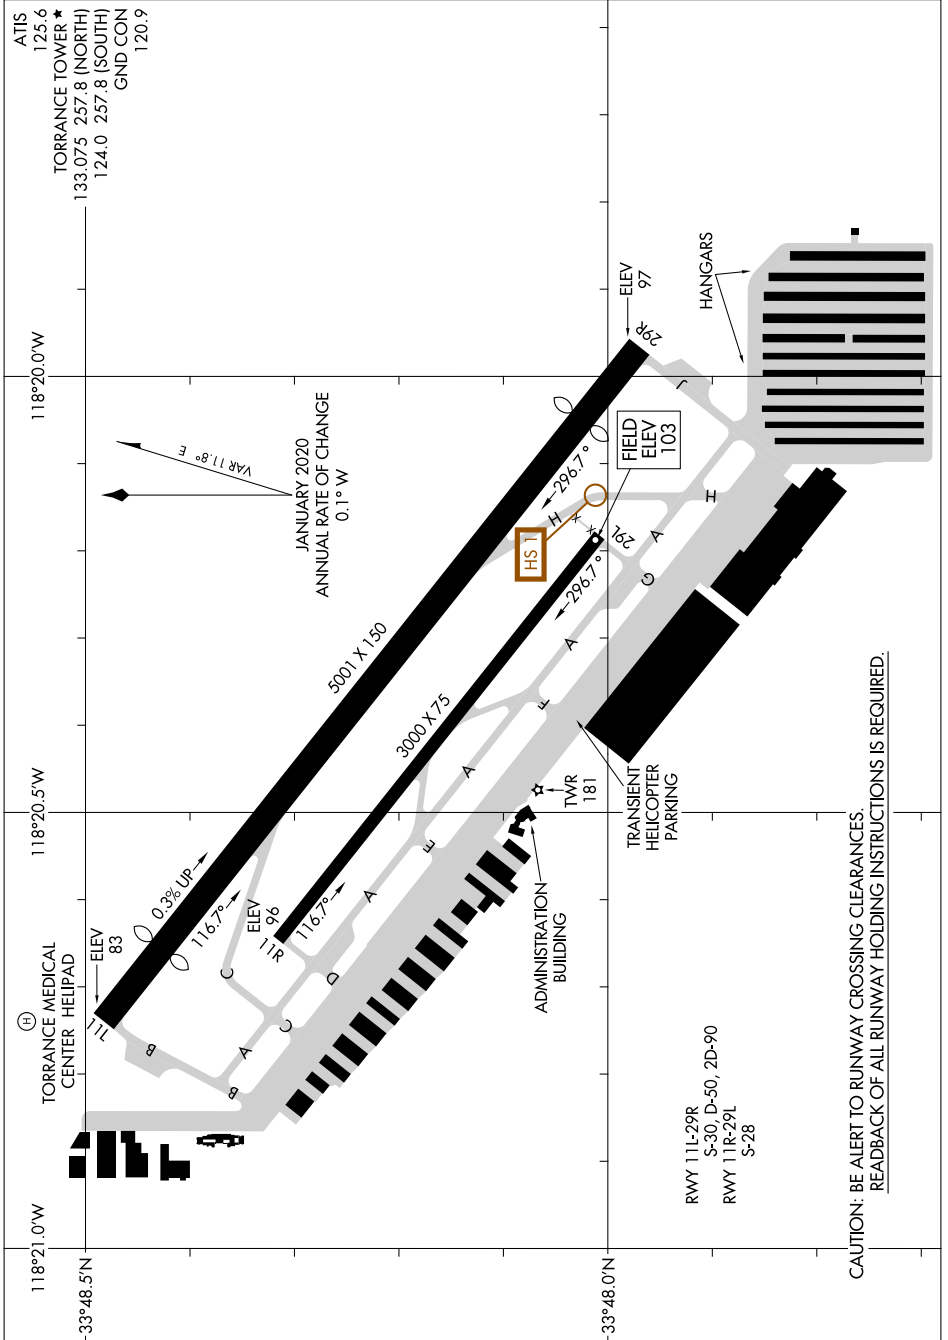 ATIS
125.6
TORRANCE TOWER ★
133.075 257.8 (NORTH)
124.0 257.8 (SOUTH)
GND CON
120.9
118°21.0'W
118°20.5'W
118°20.0'W
33°48.5'N
33°48.0'N
VAR 11.8° E
JANUARY 2020
ANNUAL RATE OF CHANGE
0.1° W
H
TORRANCE MEDICAL
CENTER HELIPAD
ELEV
83
11L
0.3% UP
116.7°
5001 X 150
296.7°
29R
ELEV
97
ELEV
96
11R
116.7°
3000 X 75
296.7°
29L
FIELD
ELEV
103
HS 1
B
B
A
C
C
D
A
E
A
F
A
G
A
H
H
J
X
X
HANGARS
TWR
181
ADMINISTRATION
BUILDING
TRANSIENT
HELICOPTER
PARKING
RWY 11L-29R
S-30, D-50, 2D-90
RWY 11R-29L
S-28
CAUTION: BE ALERT TO RUNWAY CROSSING CLEARANCES.
READBACK OF ALL RUNWAY HOLDING INSTRUCTIONS IS REQUIRED.